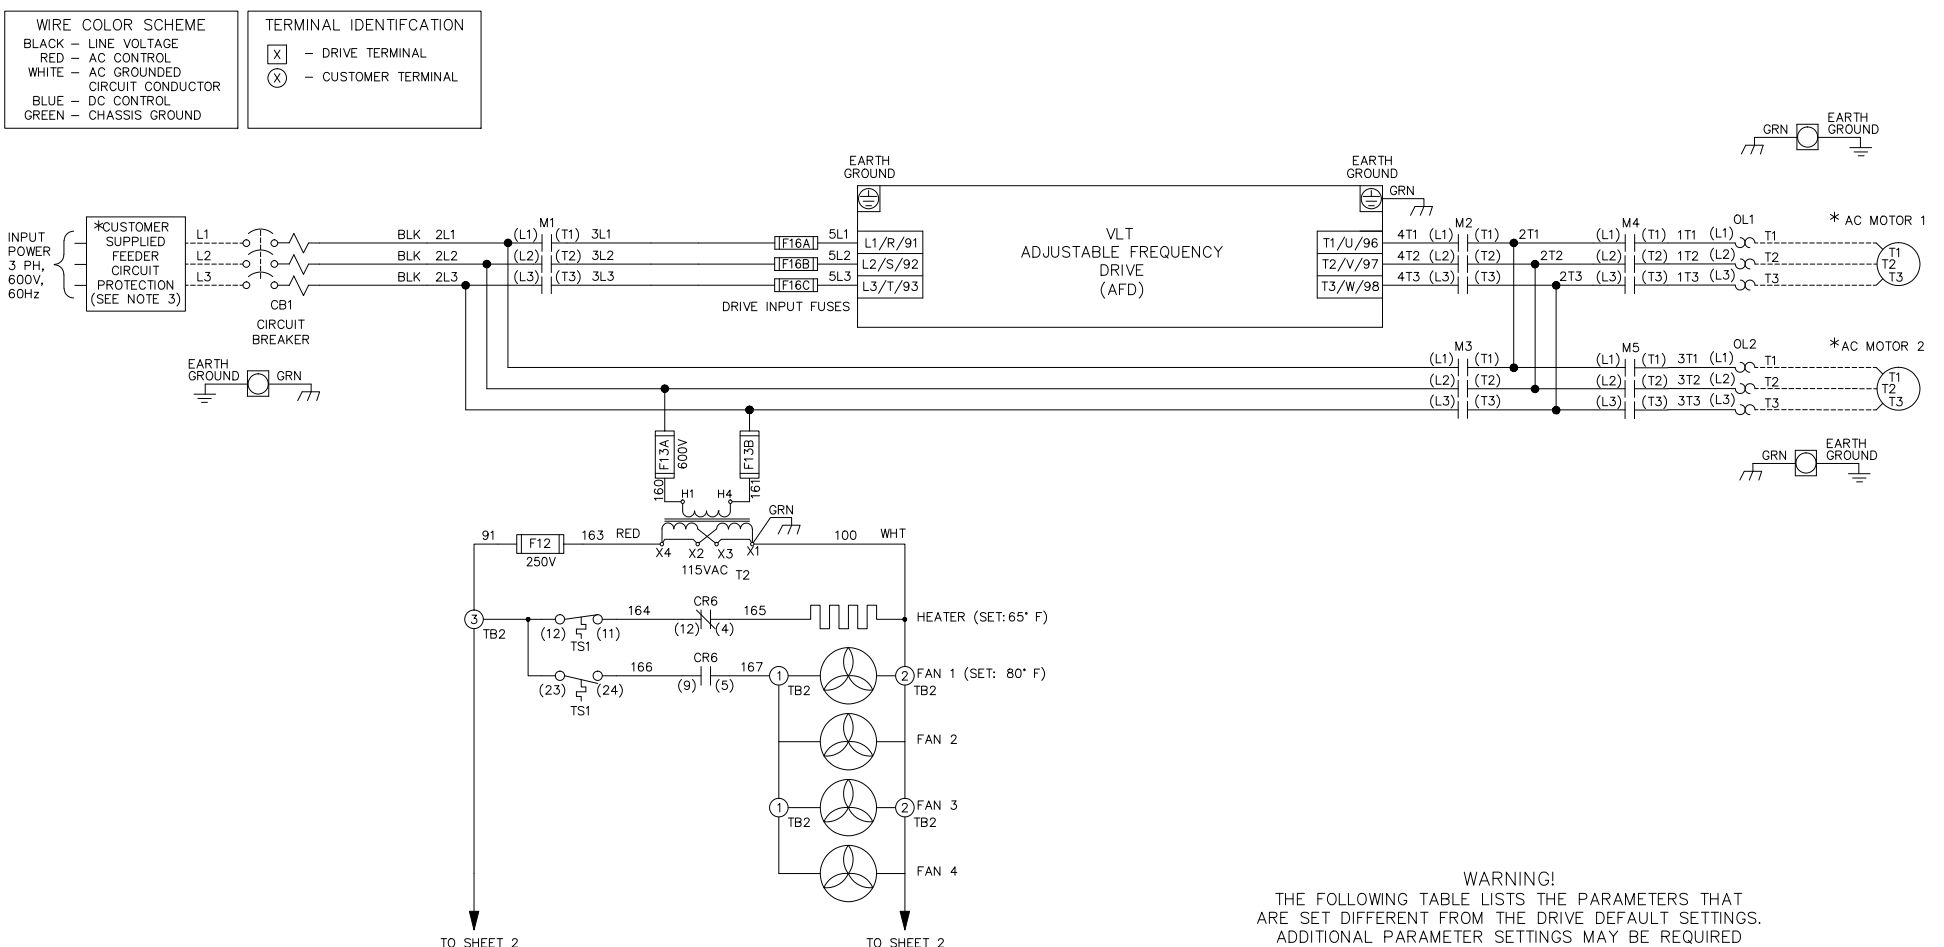 WIRE COLOR SCHEME
BLACK – LINE VOLTAGE
RED – AC CONTROL
WHITE – AC GROUNDED
CIRCUIT CONDUCTOR
BLUE – DC CONTROL
GREEN – CHASSIS GROUND
TERMINAL IDENTIFCATION
X – DRIVE TERMINAL
X – CUSTOMER TERMINAL
GRN
EARTH
GROUND
INPUT
POWER
3 PH,
600V,
60Hz
*CUSTOMER
SUPPLIED
FEEDER
CIRCUIT
PROTECTION
(SEE NOTE 3)
L1
L2
L3
CB1
CIRCUIT
BREAKER
EARTH
GROUND
GRN
BLK 2L1
BLK 2L2
BLK 2L3
M1
(L1) (T1) 3L1
(L2) (T2) 3L2
(L3) (T3) 3L3
F16A
F16B
F16C
DRIVE INPUT FUSES
5L1
5L2
5L3
EARTH
GROUND
L1/R/91
L2/S/92
L3/T/93
VLT
ADJUSTABLE FREQUENCY
DRIVE
(AFD)
EARTH
GROUND
GRN
T1/U/96
T2/V/97
T3/W/98
4T1 (L1) M2 (T1) 2T1
4T2 (L2) (T2) 2T2
4T3 (L3) (T3) 2T3
(L1) M4 (T1) 1T1 (L1) OL1 T1
(L2) (T2) 1T2 (L2) T2
(L3) (T3) 1T3 (L3) T3
* AC MOTOR 1
T1
T2
T3
M3
(L1) (T1)
(L2) (T2)
(L3) (T3)
M5
(L1) (T1) 3T1 (L1) OL2 T1
(L2) (T2) 3T2 (L2) T2
(L3) (T3) 3T3 (L3) T3
* AC MOTOR 2
T1
T2
T3
GRN
EARTH
GROUND
F13A
600V
F13B
160
161
H1
H4
GRN
91
F12
250V
163
RED
X4
X2
X3
X1
115VAC
T2
100
WHT
3
TB2
(12)
(11)
TS1
164
CR6
(12)
(4)
165
HEATER (SET: 65° F)
(23)
(24)
TS1
166
CR6
(9)
(5)
167
1
TB2
2
TB2
FAN 1 (SET: 80° F)
FAN 2
1
TB2
2
TB2
FAN 3
FAN 4
TO SHEET 2
TO SHEET 2
WARNING!
THE FOLLOWING TABLE LISTS THE PARAMETERS THAT
ARE SET DIFFERENT FROM THE DRIVE DEFAULT SETTINGS.
ADDITIONAL PARAMETER SETTINGS MAY BE REQUIRED